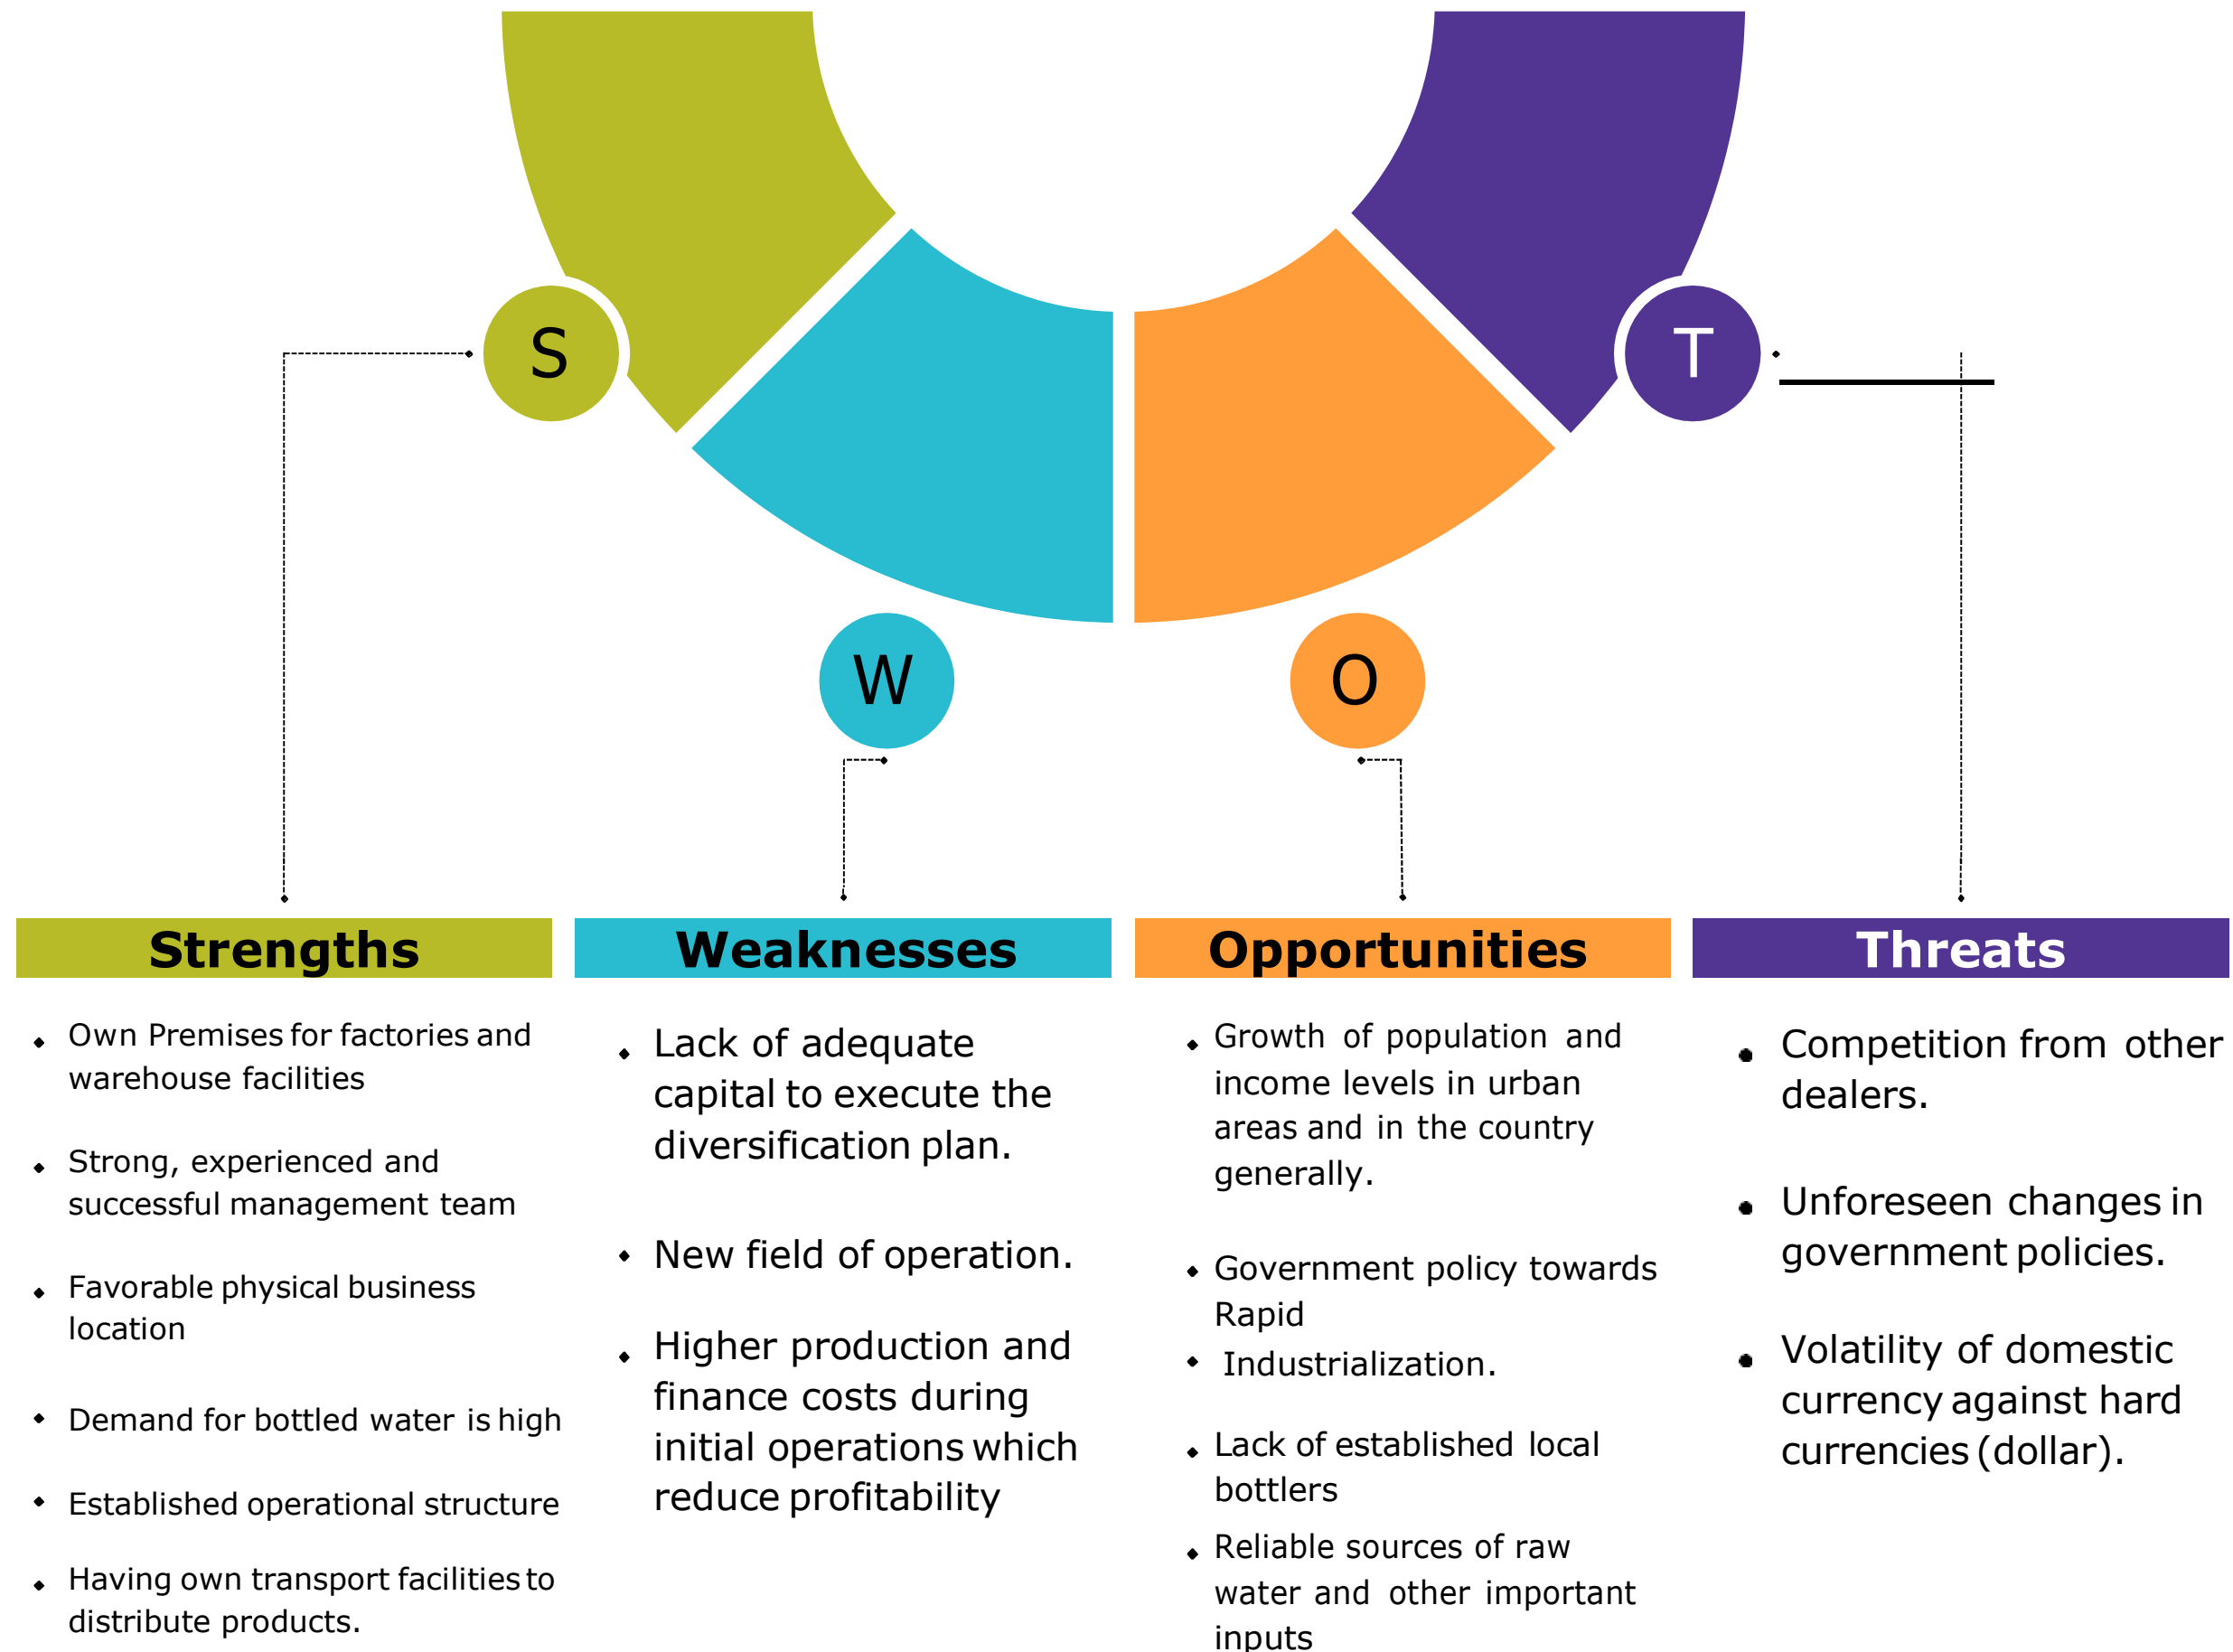 S
T
W
O
Strengths
Own Premises for factories and
warehouse facilities
Strong, experienced and
successful management team
Favorable physical business
location
Demand for bottled water is high
Established operational structure
Having own transport facilities to
distribute products.
Weaknesses
Lack of adequate
capital to execute the
diversification plan.
New field of operation.
Higher production and
finance costs during
initial operations which
reduce profitability
Opportunities
Growth of population and
income levels in urban
areas and in the country
generally.
Government policy towards
Rapid
Industrialization.
Lack of established local
bottlers
Reliable sources of raw
water and other important
inputs
Threats
Competition from other
dealers.
Unforeseen changes in
government policies.
Volatility of domestic
currency against hard
currencies (dollar).